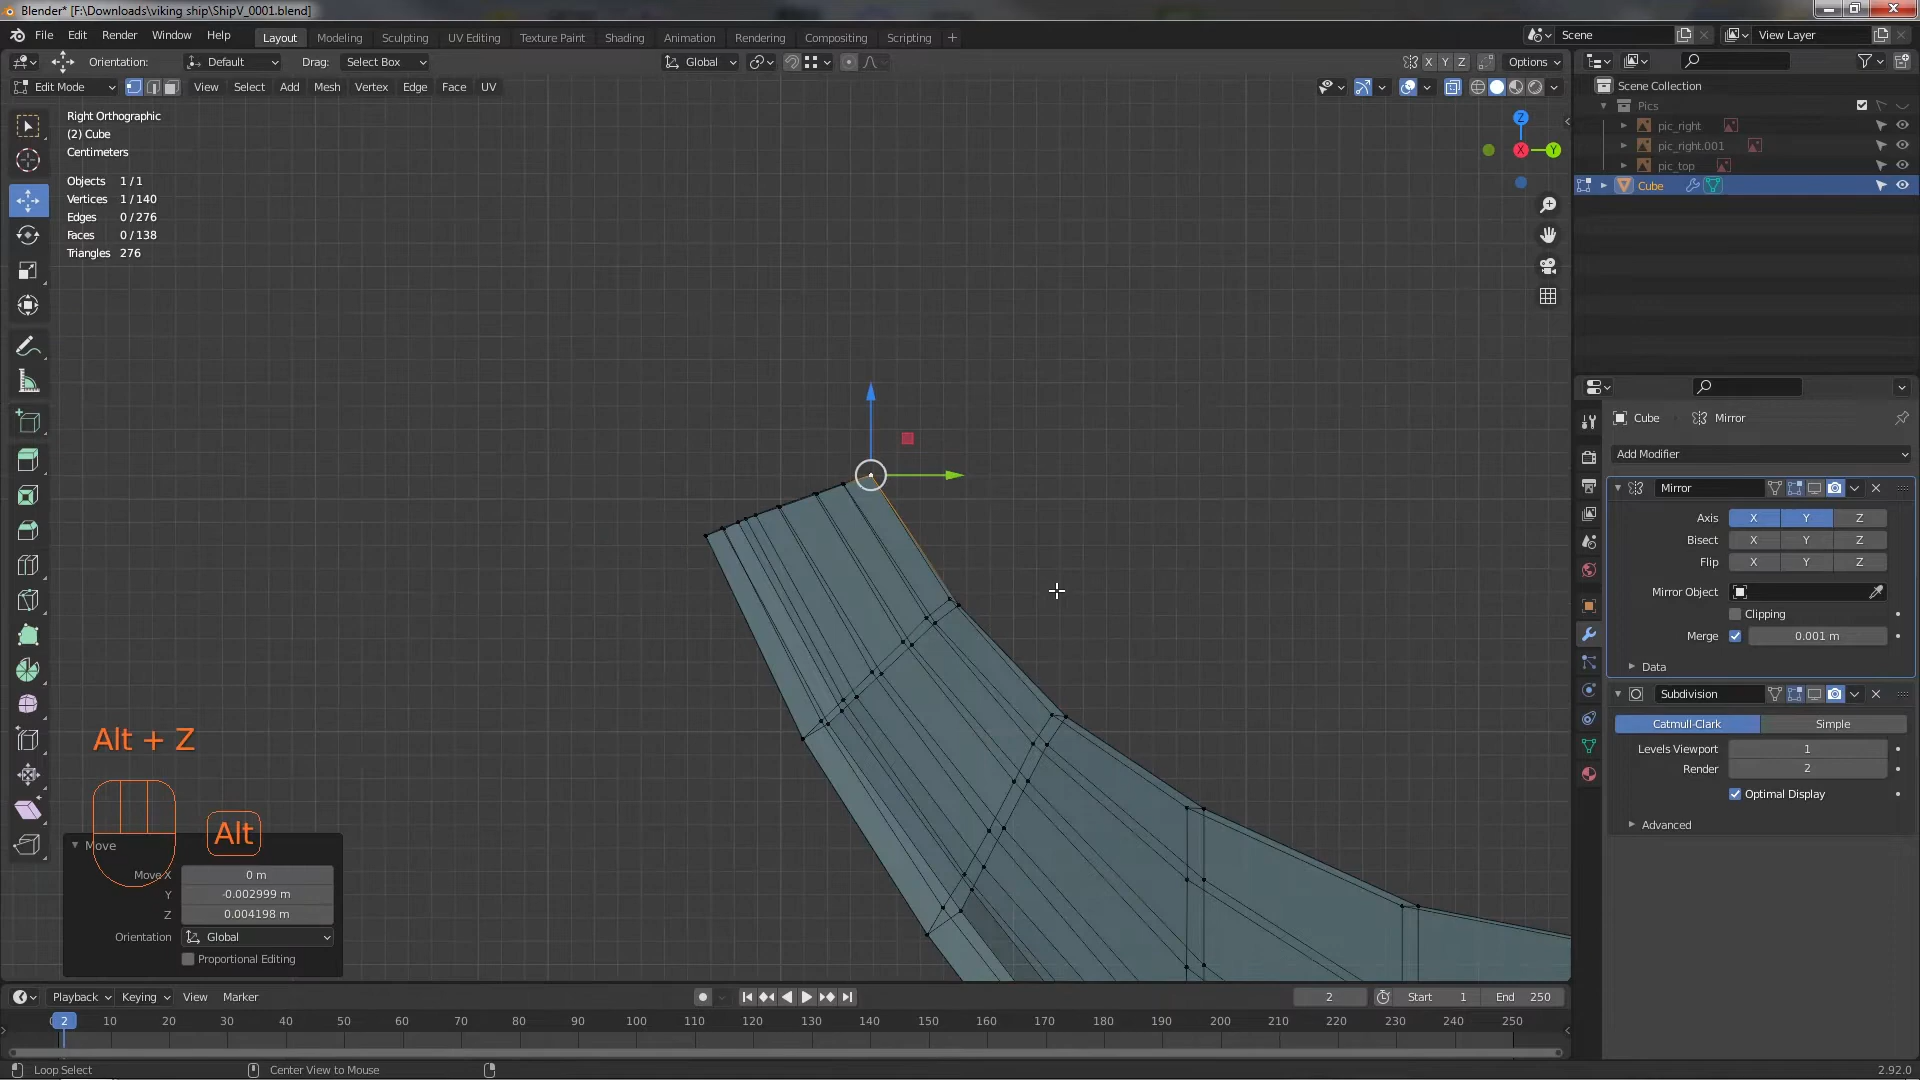 Blender* [F:\Downloads\viking ship\ShipV_0001.blend]
File Edit Render Window Help
Layout Modeling Sculpting UV Editing Texture Paint Shading Animation Rendering Compositing Scripting +
Scene
View Layer
Orientation: Default Drag: Select Box
Global
X Y Z
Options
Edit Mode View Select Add Mesh Vertex Edge Face UV
Right Orthographic
(2) Cube
Centimeters
Objects 1/1
Vertices 1/140
Edges 0/276
Faces 0/138
Triangles 276
Z
X
Y
Scene Collection
Pics
pic_right
pic_right.001
pic_top
Cube
Cube Mirror
Add Modifier
Mirror
Axis X Y Z
Bisect X Y Z
Flip X Y Z
Mirror Object
Clipping
Merge 0.001 m
Data
Subdivision
Catmull-Clark Simple
Levels Viewport 1
Render 2
Optimal Display
Advanced
Alt + Z
Alt
Move
Move X 0 m
Y -0.002999 m
Z 0.004198 m
Orientation Global
Proportional Editing
Playback Keying View Marker
2
Start 1
End 250
2 10 20 30 40 50 60 70 80 90 100 110 120 130 140 150 160 170 180 190 200 210 220 230 240 250
Loop Select
Center View to Mouse
2.92.0